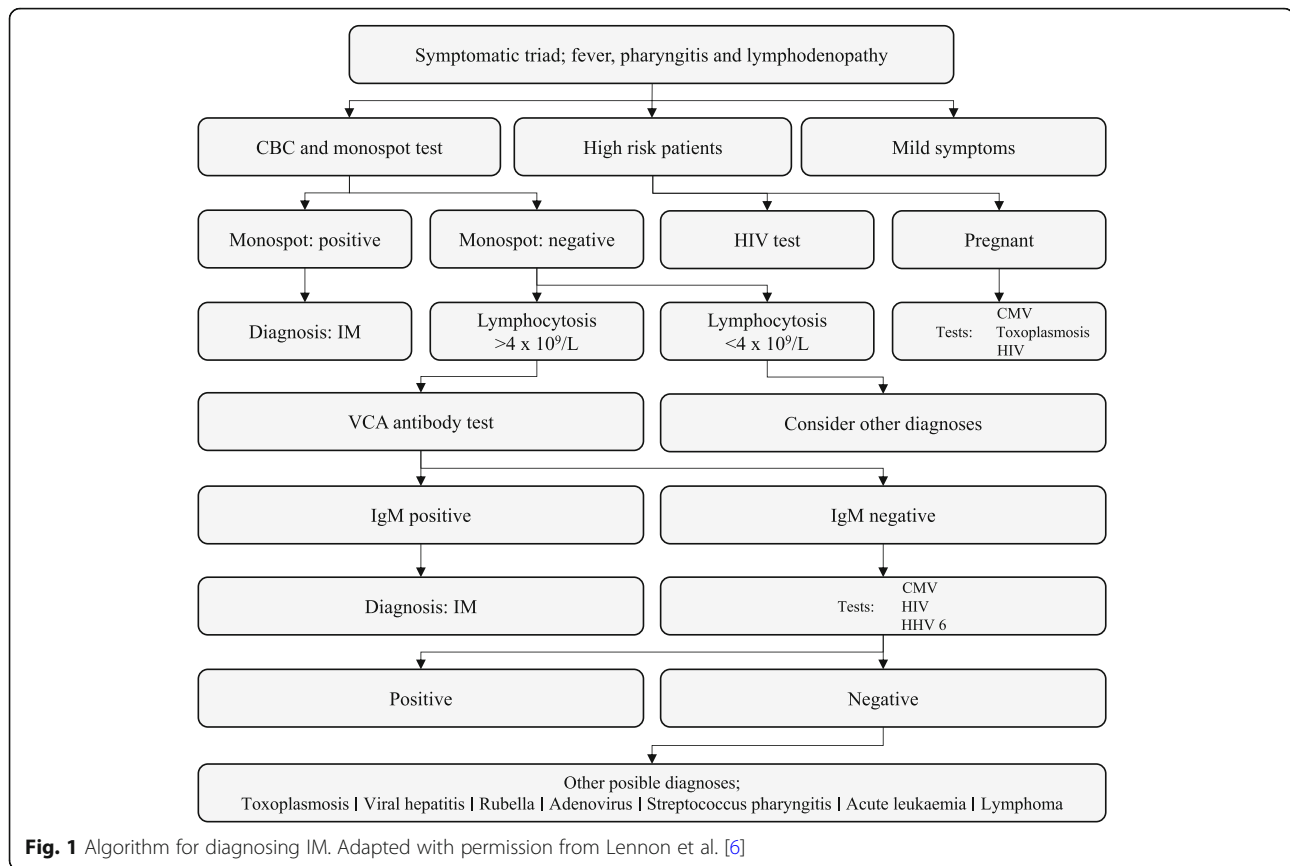 Symptomatic triad; fever, pharyngitis and lymphodenopathy
CBC and monospot test
High risk patients
Mild symptoms
Monospot: positive
Monospot: negative
HIV test
Pregnant
Diagnosis: IM
Lymphocytosis
>4 x 10⁹/L
Lymphocytosis
<4 x 10⁹/L
CMV
Tests: Toxoplasmosis
HIV
VCA antibody test
Consider other diagnoses
IgM positive
IgM negative
Diagnosis: IM
CMV
Tests: HIV
HHV 6
Positive
Negative
Other posible diagnoses;
Toxoplasmosis | Viral hepatitis | Rubella | Adenovirus | Streptococcus pharyngitis | Acute leukaemia | Lymphoma
Fig. 1 Algorithm for diagnosing IM. Adapted with permission from Lennon et al. [6]